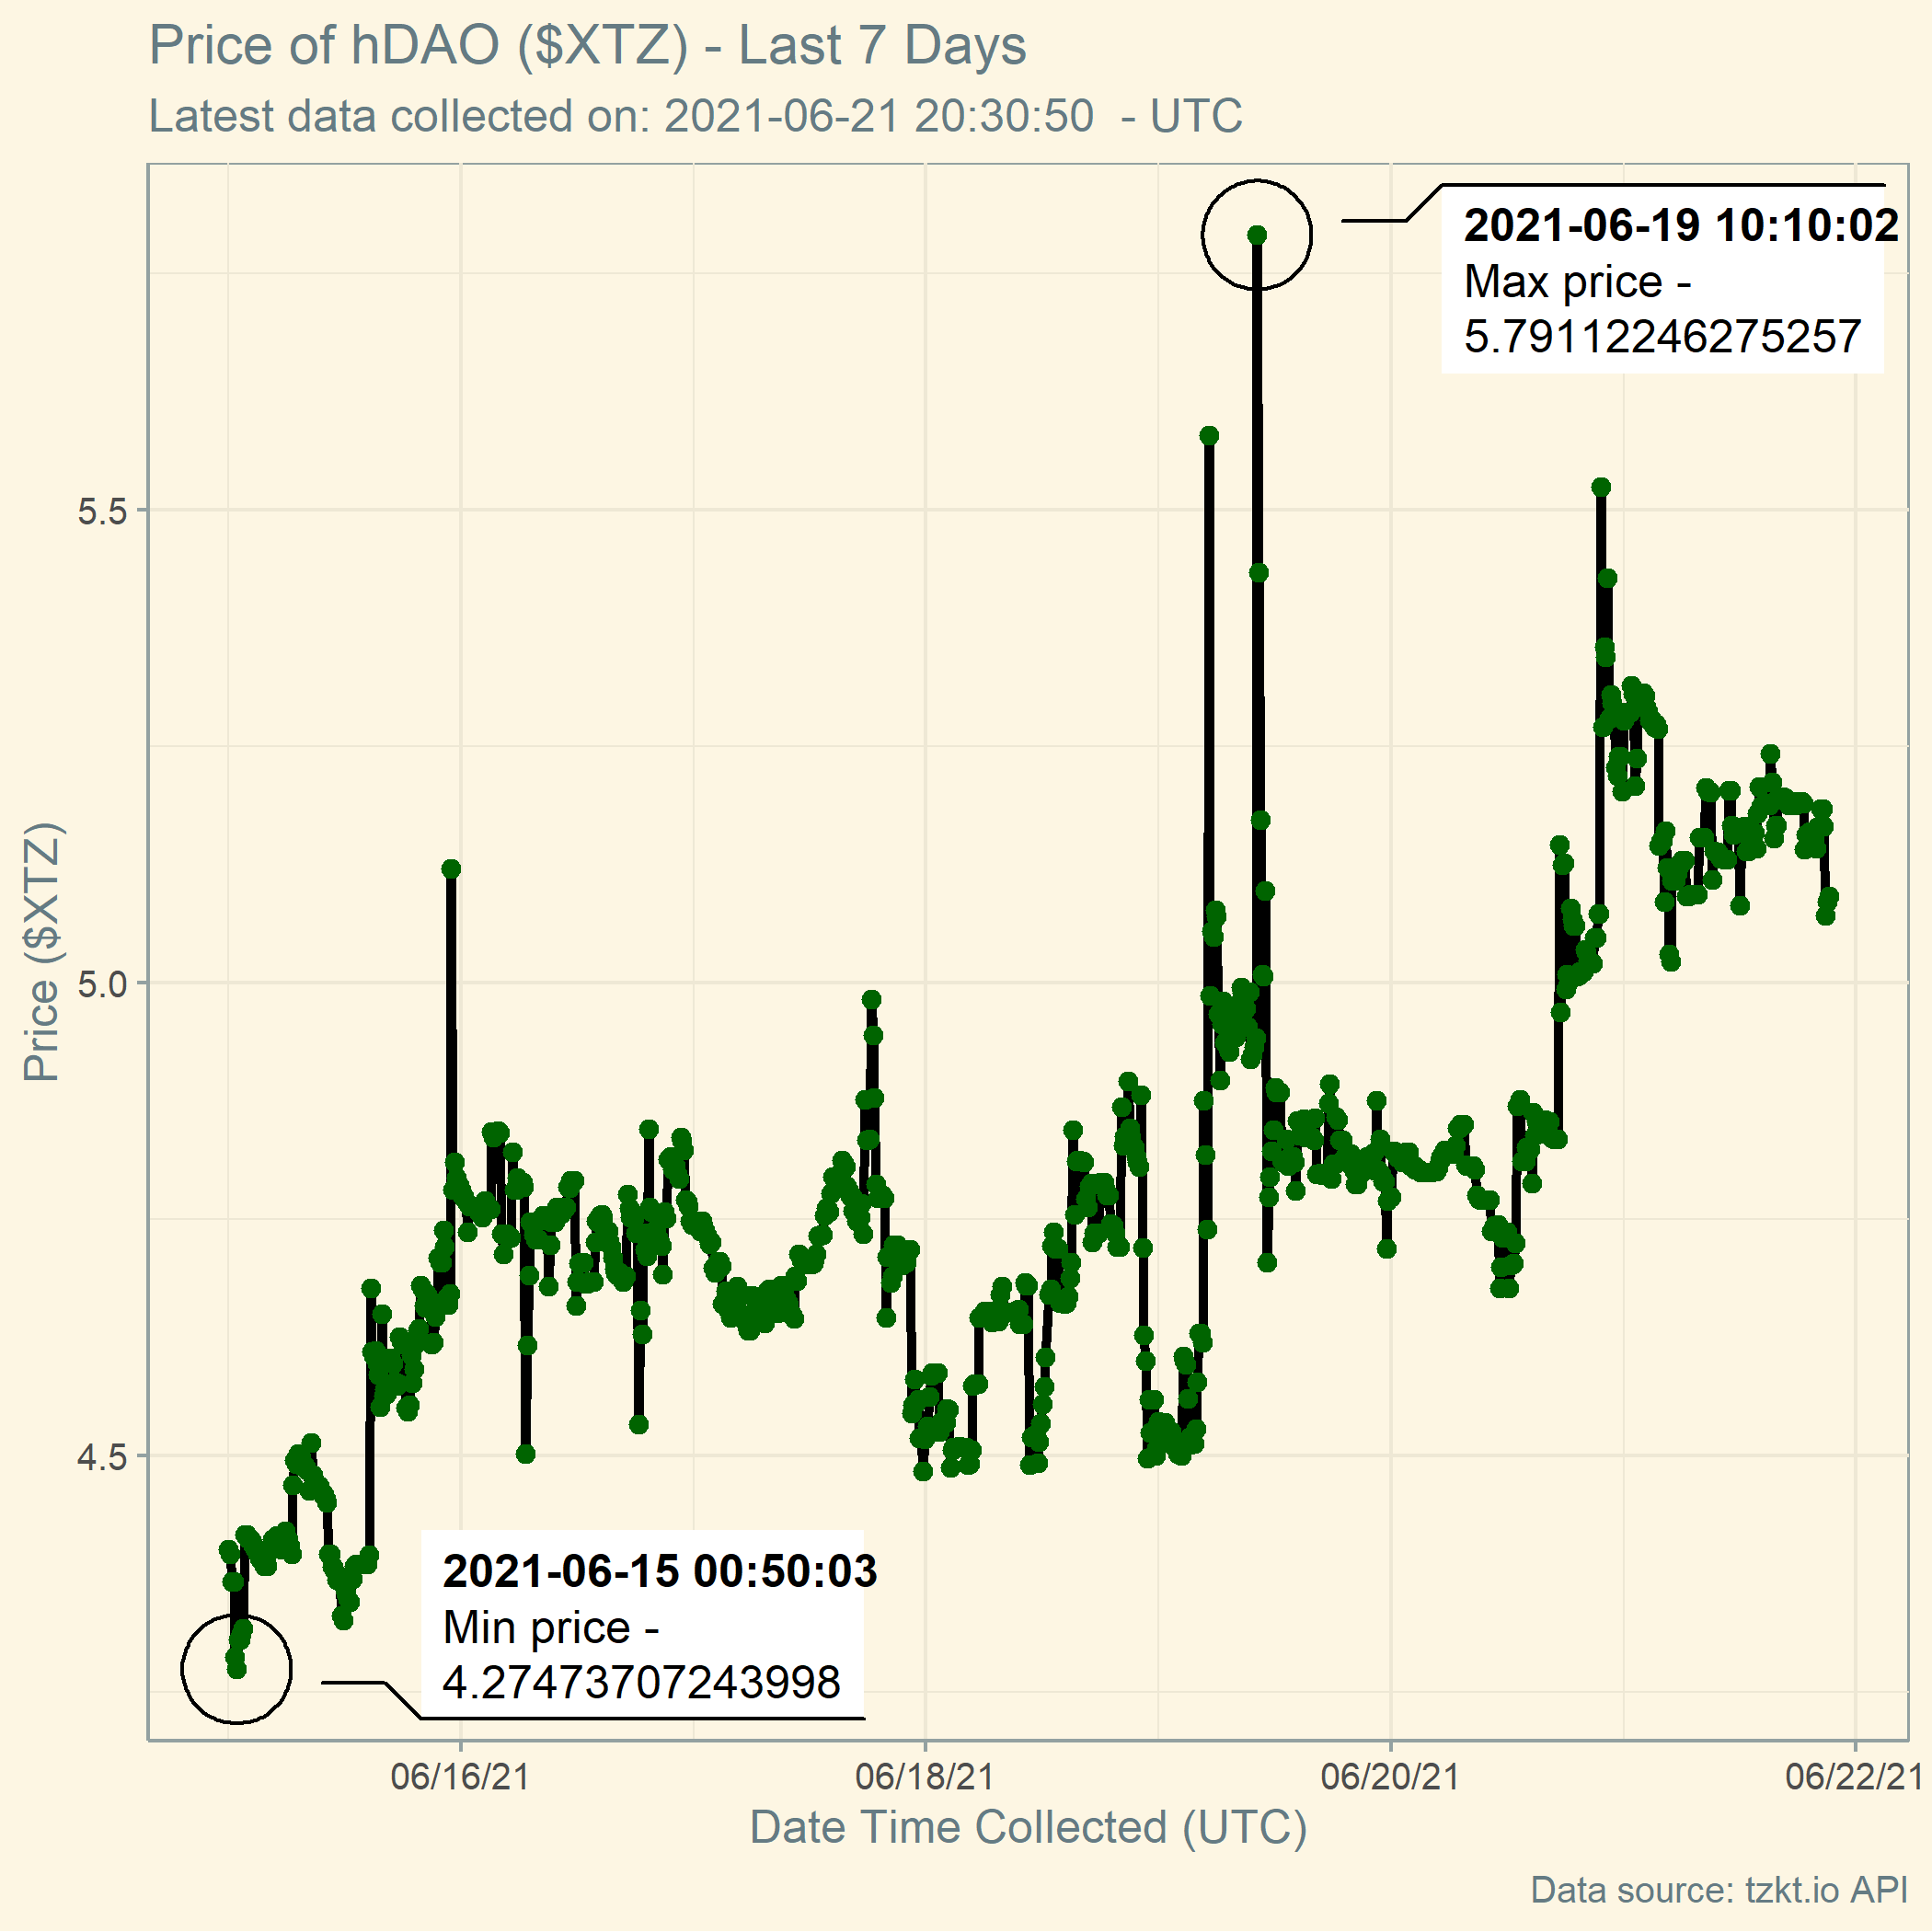 Price of hDAO ($XTZ) - Last 7 Days
Latest data collected on: 2021-06-21 20:30:50  - UTC
2021-06-19 10:10:02
Max price -
5.79112246275257
5.5
5.0
4.5
Price ($XTZ)
2021-06-15 00:50:03
Min price -
4.27473707243998
06/16/21
06/18/21
06/20/21
06/22/21
Date Time Collected (UTC)
Data source: tzkt.io API